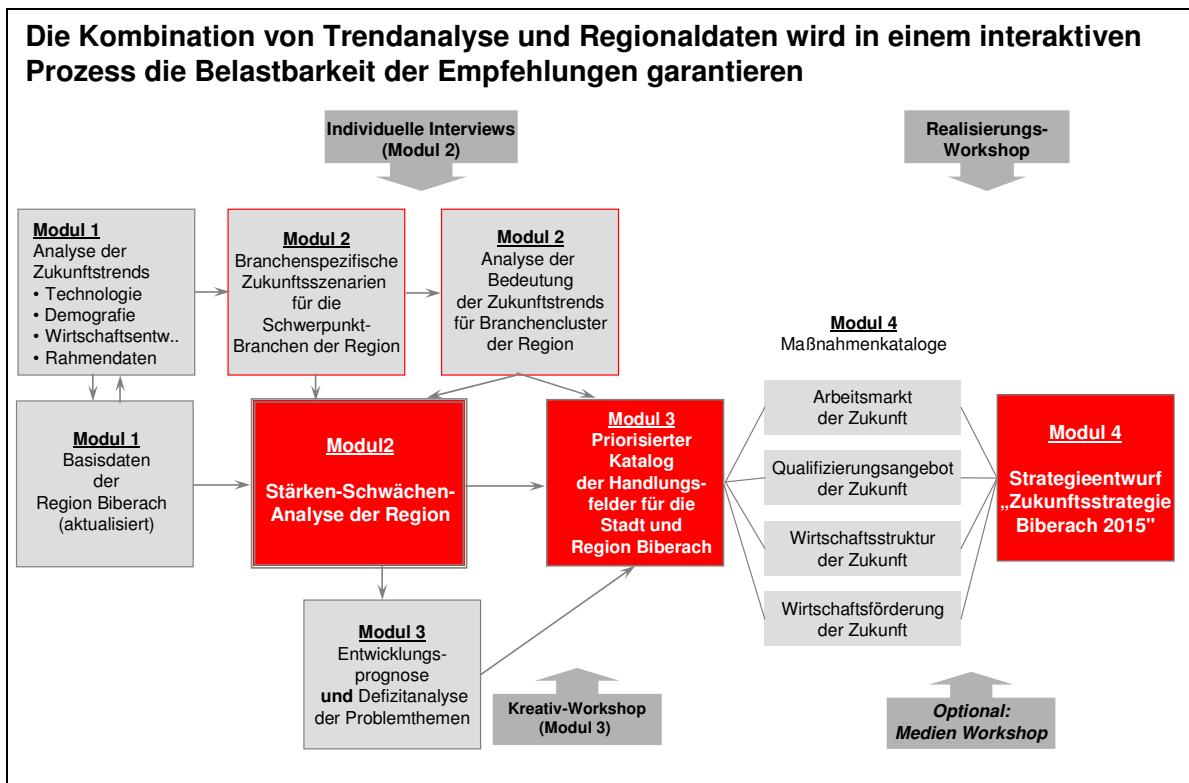 Die Kombination von Trendanalyse und Regionaldaten wird in einem interaktiven
Prozess die Belastbarkeit der Empfehlungen garantieren
Individuelle Interviews
(Modul 2)
Realisierungs-
Workshop
Modul 1
Analyse der
Zukunftstrends
• Technologie
• Demografie
• Wirtschaftsentw..
• Rahmendaten
Modul 2
Branchenspezifische
Zukunftsszenarien
für die
Schwerpunkt-
Branchen der Region
Modul 2
Analyse der
Bedeutung
der Zukunftstrends
für Branchencluster
der Region
Modul 1
Basisdaten
der
Region Biberach
(aktualisiert)
Modul2
Stärken-Schwächen-
Analyse der Region
Modul 3
Priorisierter
Katalog
der Handlungs-
felder für die
Stadt und
Region Biberach
Modul 4
Maßnahmenkataloge
Arbeitsmarkt
der Zukunft
Qualifizierungsangebot
der Zukunft
Wirtschaftsstruktur
der Zukunft
Wirtschaftsförderung
der Zukunft
Modul 4
Strategieentwurf
„Zukunftsstrategie
Biberach 2015"
Modul 3
Entwicklungs-
prognose
und Defizitanalyse
der Problemthemen
Kreativ-Workshop
(Modul 3)
Optional:
Medien Workshop